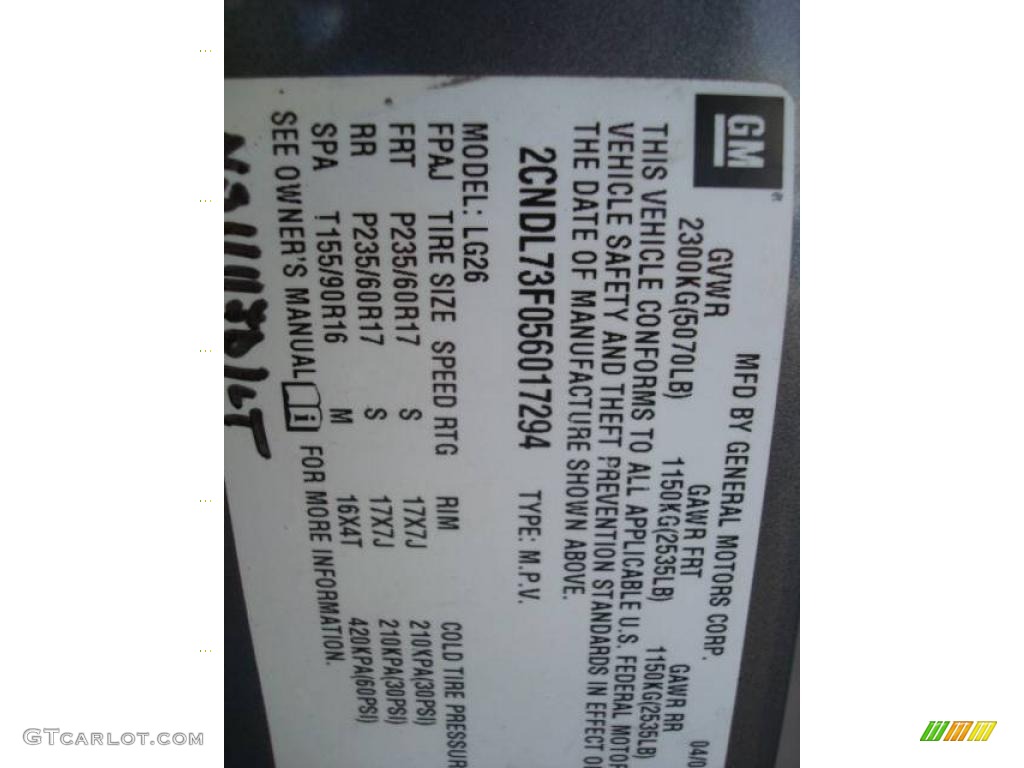 GM
MFD BY GENERAL MOTORS CORP. 04/0
GVWR GAWR FRT GAWR RR
2300KG(5070LB) 1150KG(2535LB) 1150KG(2535LB)
THIS VEHICLE CONFORMS TO ALL APPLICABLE U.S. FEDERAL MOTOR
VEHICLE SAFETY AND THEFT PREVENTION STANDARDS IN EFFECT O
THE DATE OF MANUFACTURE SHOWN ABOVE.
2CNDL73F056017294 TYPE: M.P.V.
MODEL: LG26
FPAJ TIRE SIZE SPEED RTG RIM COLD TIRE PRESSUR
FRT P235/60R17 S 17X7J 210KPA(30PSI)
RR P235/60R17 S 17X7J 210KPA(30PSI)
SPA T155/90R16 M 16X4T 420KPA(60PSI)
SEE OWNER'S MANUAL i FOR MORE INFORMATION.
GTCARLOT.COM